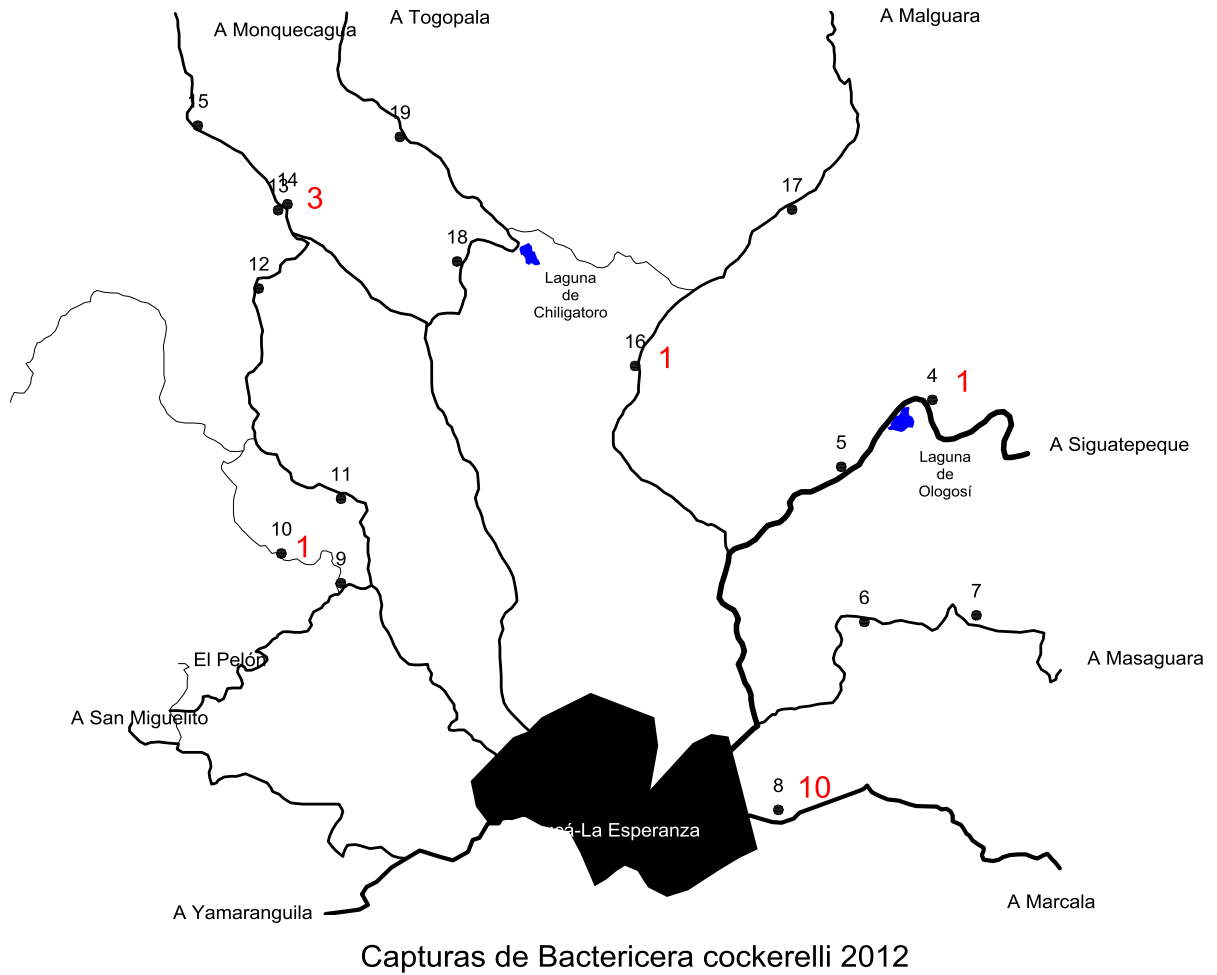 A Togopala
A Malguara
A Monquecagua
15
19
14
13
3
17
18
12
Laguna
de
Chiligatoro
16
1
4
1
A Siguatepeque
5
Laguna
de
Ologosí
11
10
1
9
7
6
El Pelón
A Masaguara
A San Miguelito
8
10
-La Esperanza
A Marcala
A Yamaranguila
Capturas de Bactericera cockerelli 2012